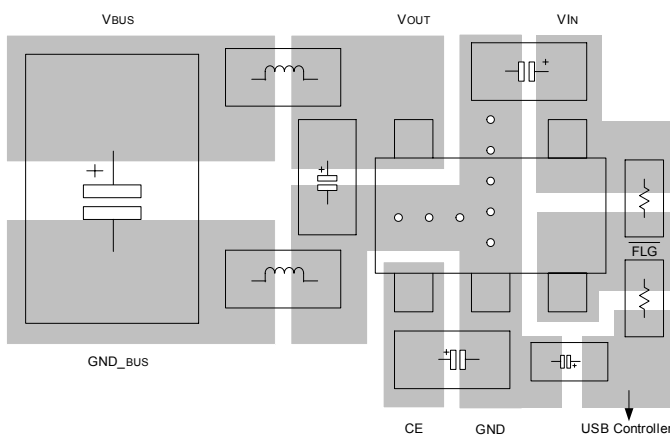 VBUS
VOUT
VIN
FLG
GND_BUS
CE
GND
USB Controller